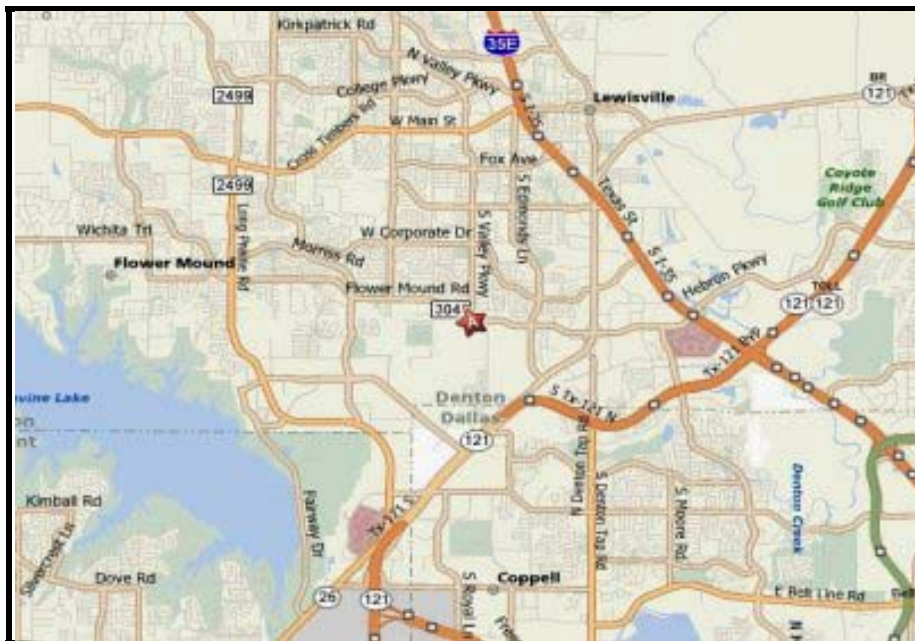 Kirkpatrick Rd
35E
N Valley Pkwy
BR
121
2499
College Pkwy
S I-35
Lewisville
Cross Timbers Rd
W Main St
Fox Ave
2499
Texas St
Coyote
Ridge
Golf Club
S Edmonds Ln
Long Prairie Rd
S Valley Pkwy
Wichita Trl
W Corporate Dr
Morriss Rd
S I-35
Flower Mound
Hebron Pkwy
Flower Mound Rd
TOLL
121
121
A
Tx-121 Byp
Denton
Dallas
S Tx-121 N
121
N Denton Tap Rd
S Denton Tap Rd
S Moore Rd
Denton Creek
Kimball Rd
Silvercrest Ln
Fairway Dr
Tx-121 S
Dove Rd
Coppell
S Royal Ln
26
121
E Belt Line Rd
N